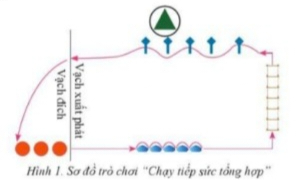 Vạch xuất phát
Vạch đích
Hình 1. Sơ đồ trò chơi "Chạy tiếp sức tổng hợp"